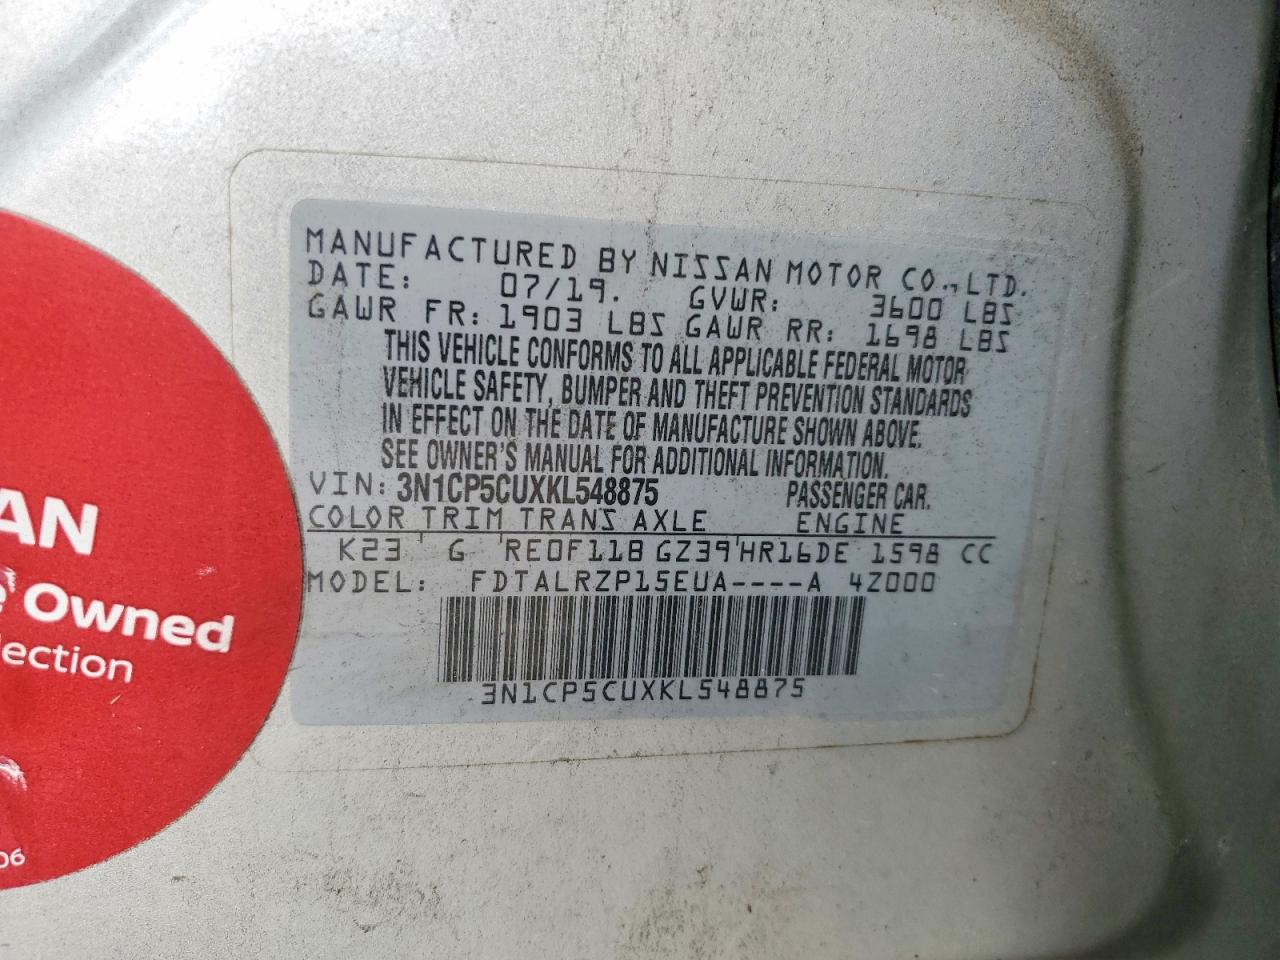 MANUFACTURED BY NISSAN MOTOR CO.,LTD.
DATE: 07/19. GVWR: 3600 LBS
GAWR FR: 1903 LBS GAWR RR: 1698 LBS
THIS VEHICLE CONFORMS TO ALL APPLICABLE FEDERAL MOTOR
VEHICLE SAFETY, BUMPER AND THEFT PREVENTION STANDARDS
IN EFFECT ON THE DATE OF MANUFACTURE SHOWN ABOVE.
SEE OWNER'S MANUAL FOR ADDITIONAL INFORMATION.
VIN: 3N1CP5CUXKL548875 PASSENGER CAR.
COLOR TRIM TRANS AXLE ENGINE
K23 G RE0F11B GZ39 HR16DE 1598 CC
MODEL: FDTALRZP15EUA----A 4Z000
3N1CP5CUXKL548875
AN
Owned
ection
06